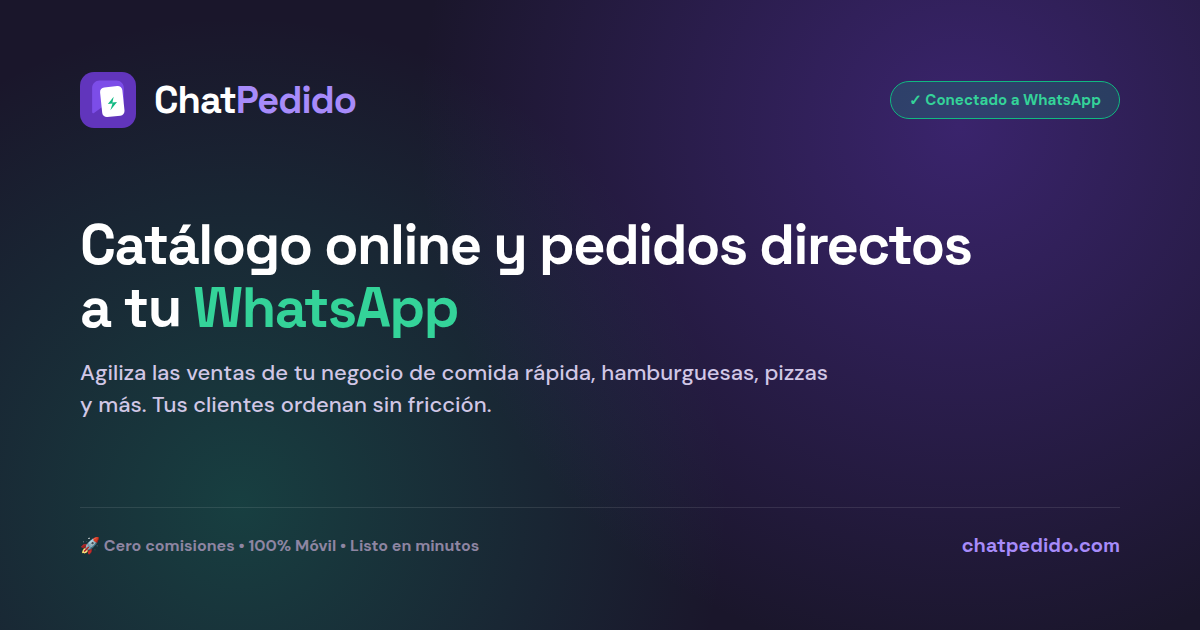 ChatPedido
✓ Conectado a WhatsApp
Catálogo online y pedidos directos
a tu WhatsApp
Agiliza las ventas de tu negocio de comida rápida, hamburguesas, pizzas
y más. Tus clientes ordenan sin fricción.
🚀 Cero comisiones • 100% Móvil • Listo en minutos
chatpedido.com